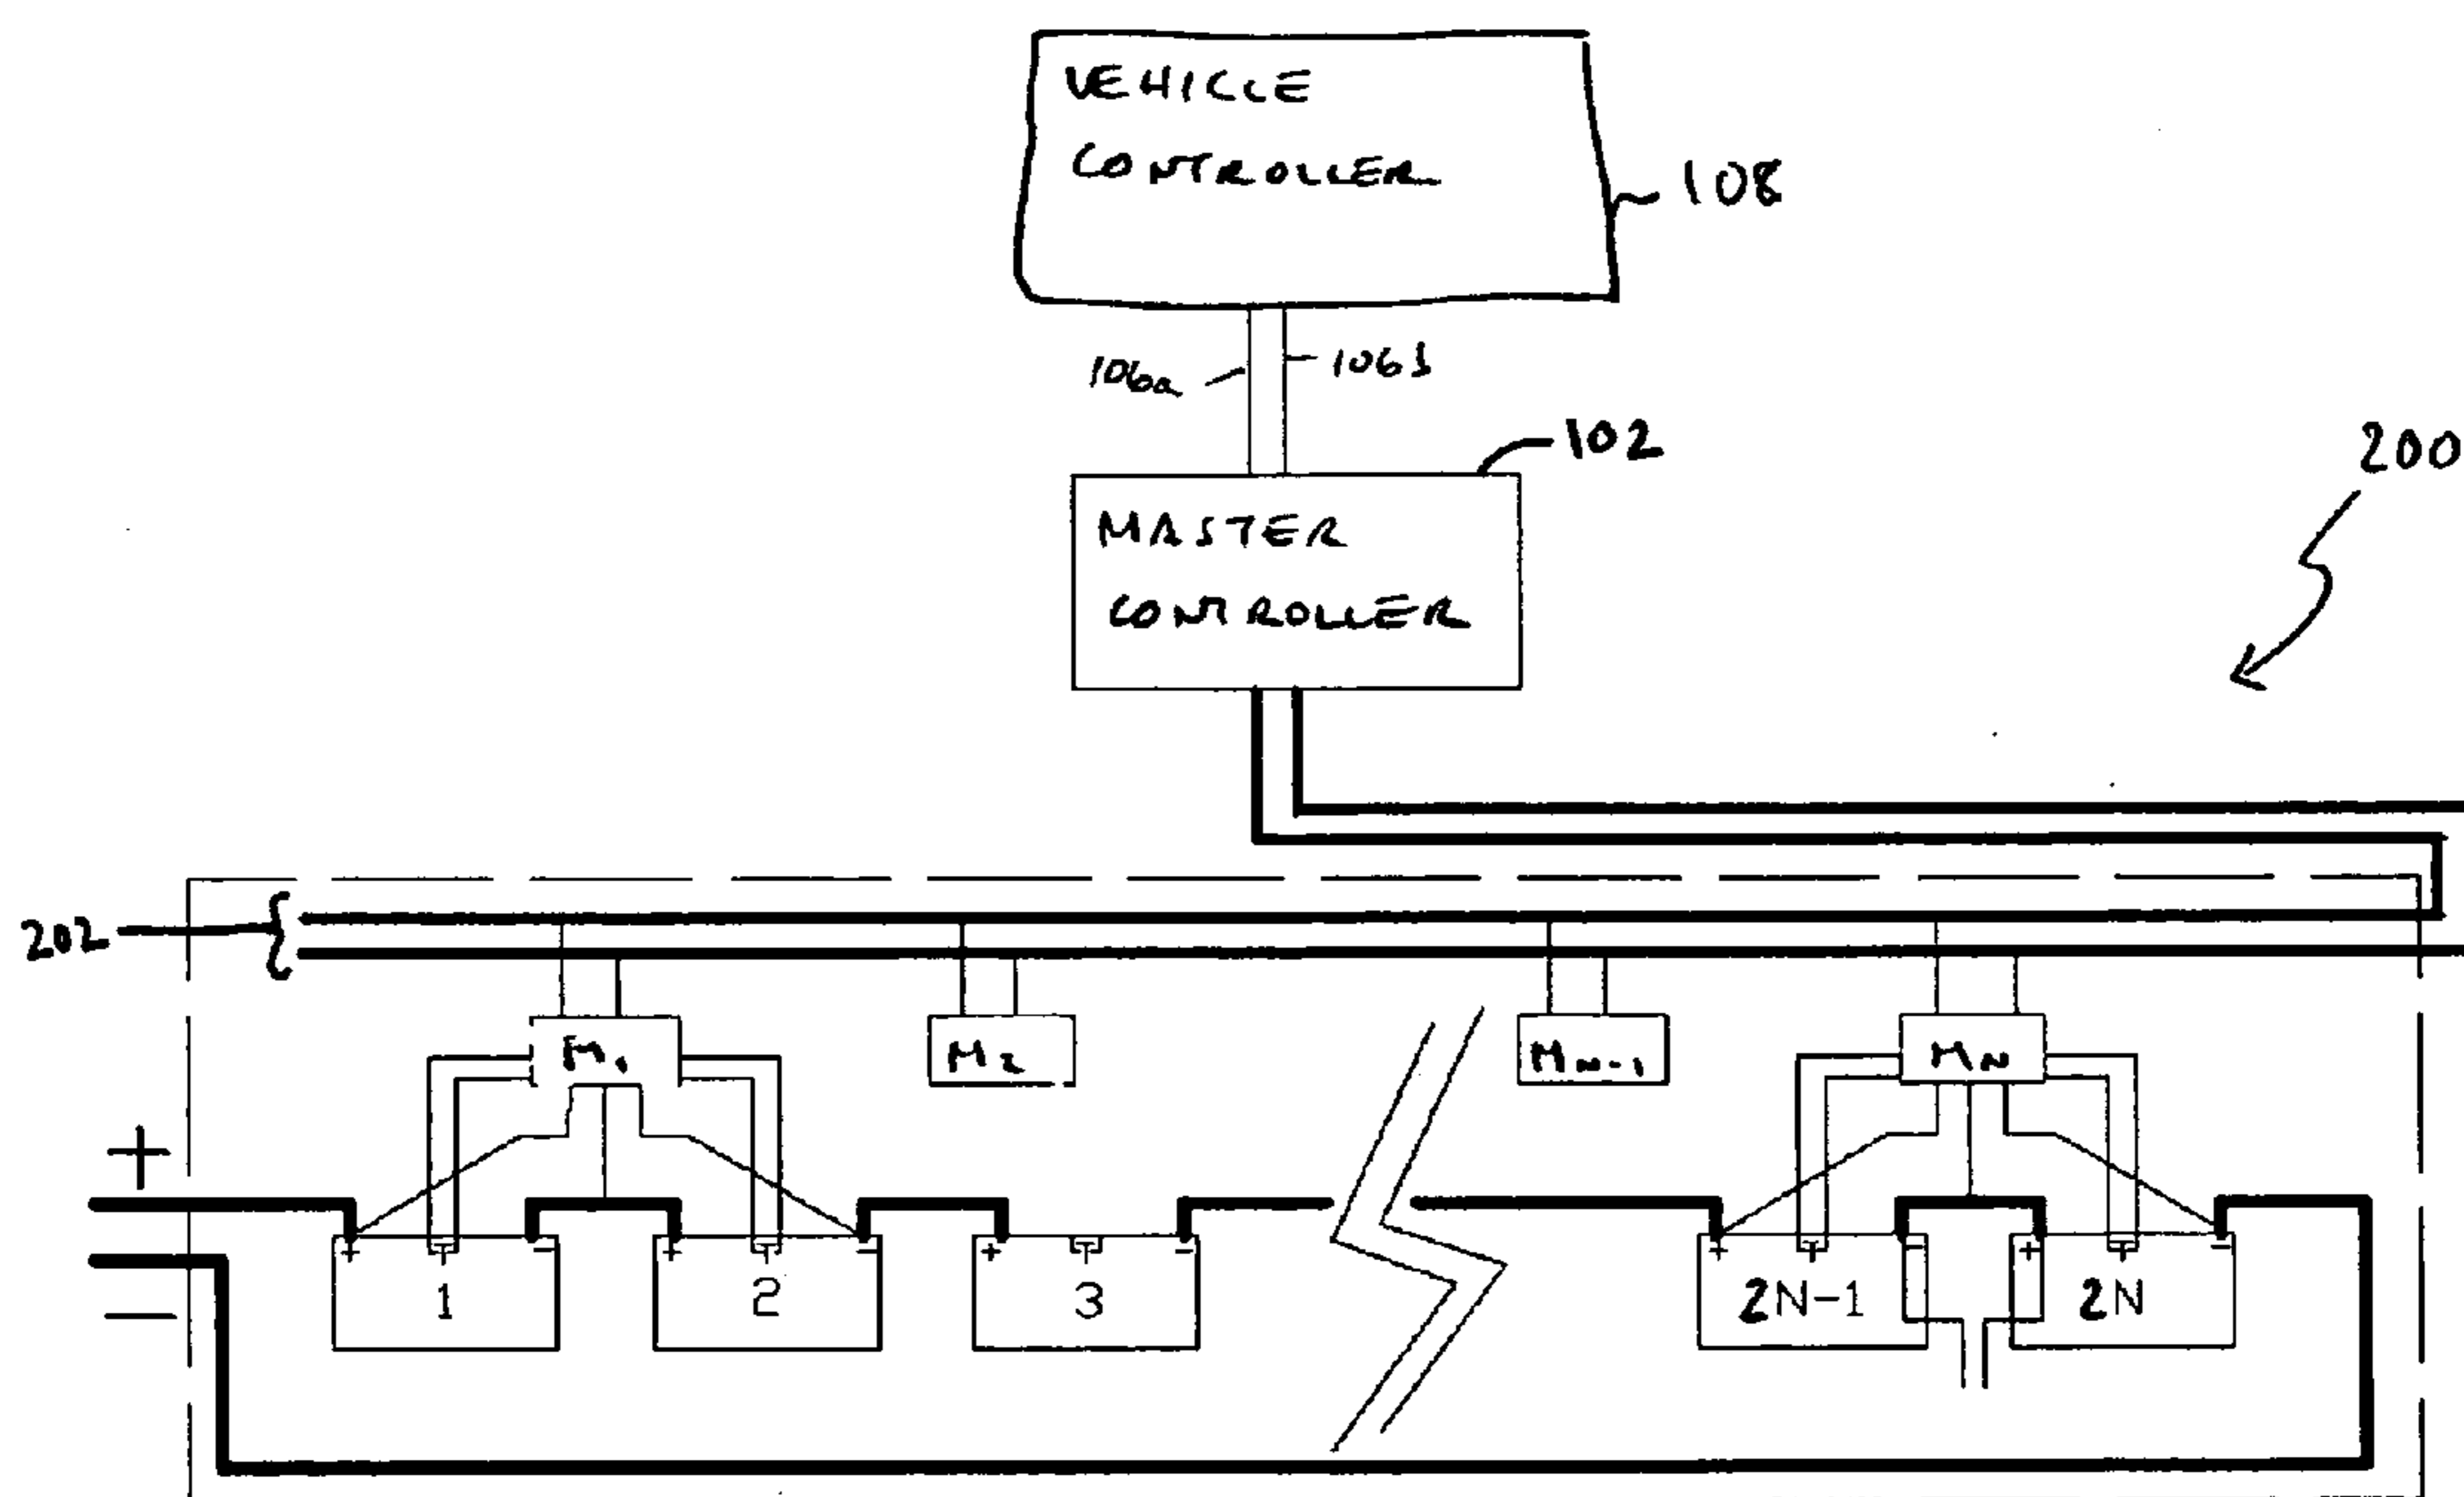 VEHICLE
CONTROLLER
108
106a
106b
102
MASTER
CONTROLLER
200
202
M1
M2
MN-1
MN
+
−
+ T −
1
+ T −
2
+ T −
3
+ T −
2N-1
+ T −
2N